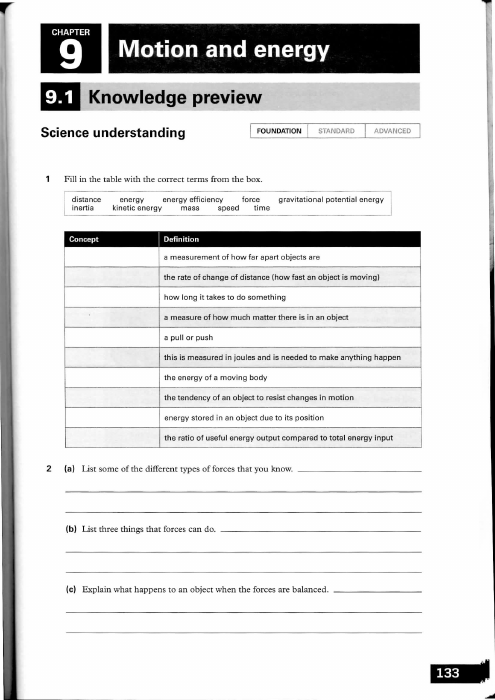 CHAPTER
9
Motion and energy
9.1 Knowledge preview
Science understanding
FOUNDATION STANDARD ADVANCED
1 Fill in the table with the correct terms from the box.
distance energy energy efficiency force gravitational potential energy
inertia kinetic energy mass speed time
Concept Definition
a measurement of how far apart objects are
the rate of change of distance (how fast an object is moving)
how long it takes to do something
a measure of how much matter there is in an object
a pull or push
this is measured in joules and is needed to make anything happen
the energy of a moving body
the tendency of an object to resist changes in motion
energy stored in an object due to its position
the ratio of useful energy output compared to total energy input
2 (a) List some of the different types of forces that you know.
(b) List three things that forces can do.
(c) Explain what happens to an object when the forces are balanced.
133